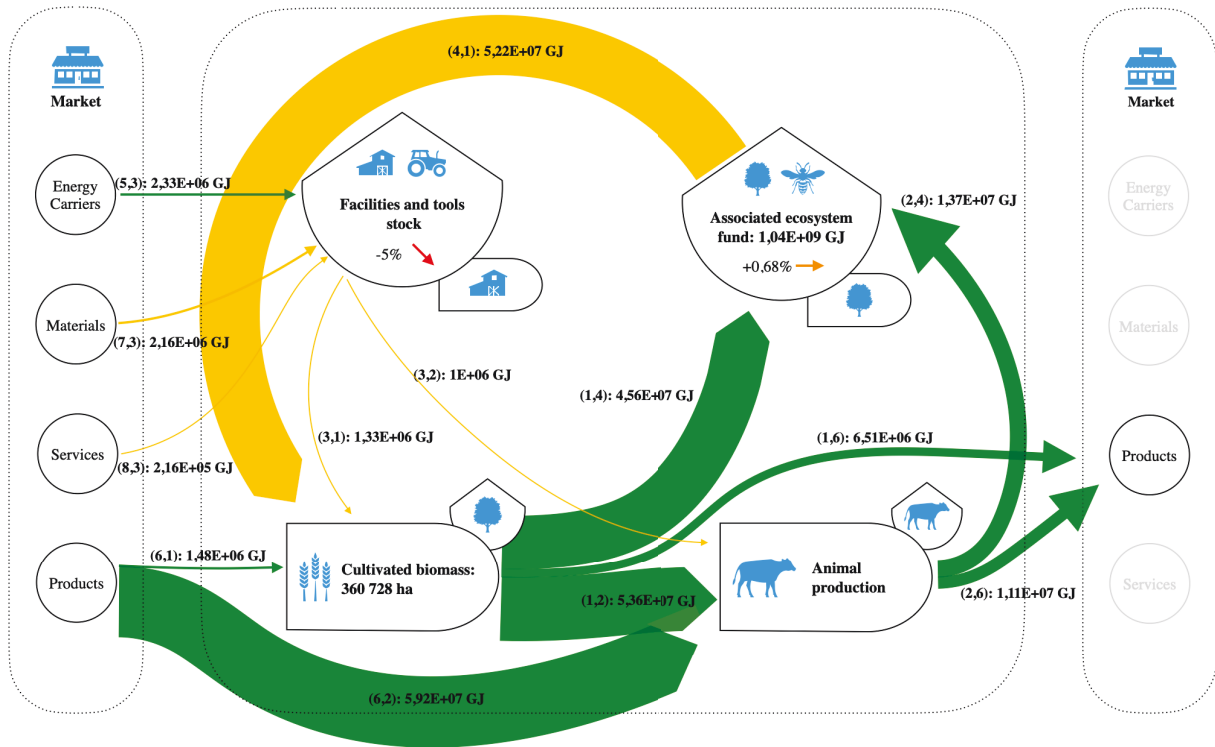 (4,1): 5,22E+07 GJ
Market
Market
Energy
Carriers
(5,3): 2,33E+06 GJ
Facilities and tools
stock
-5%
Associated ecosystem
fund: 1,04E+09 GJ
+0,68%
(2,4): 1,37E+07 GJ
Energy
Carriers
Materials
(7,3): 2,16E+06 GJ
Materials
(3,2): 1E+06 GJ
(1,4): 4,56E+07 GJ
Services
(8,3): 2,16E+05 GJ
(3,1): 1,33E+06 GJ
(1,6): 6,51E+06 GJ
Products
Products
(6,1): 1,48E+06 GJ
Cultivated biomass:
360 728 ha
(1,2): 5,36E+07 GJ
Animal
production
(2,6): 1,11E+07 GJ
Services
(6,2): 5,92E+07 GJ